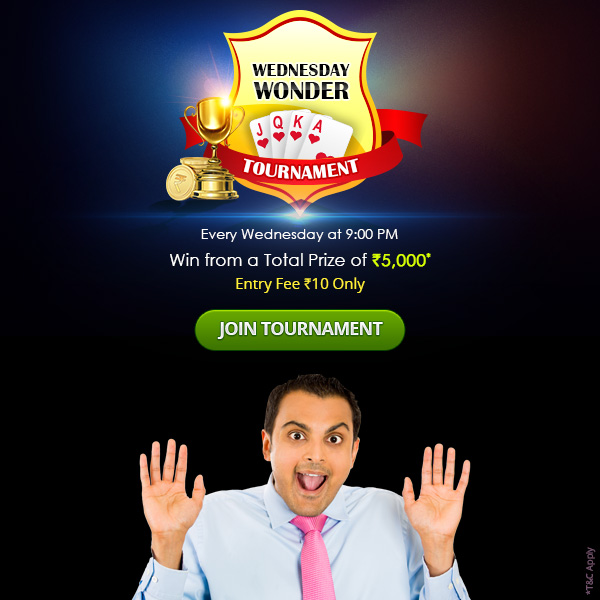 WEDNESDAY
WONDER
J Q K A
TOURNAMENT
Every Wednesday at 9:00 PM
Win from a Total Prize of ₹5,000*
Entry Fee ₹10 Only
JOIN TOURNAMENT
*T&C Apply